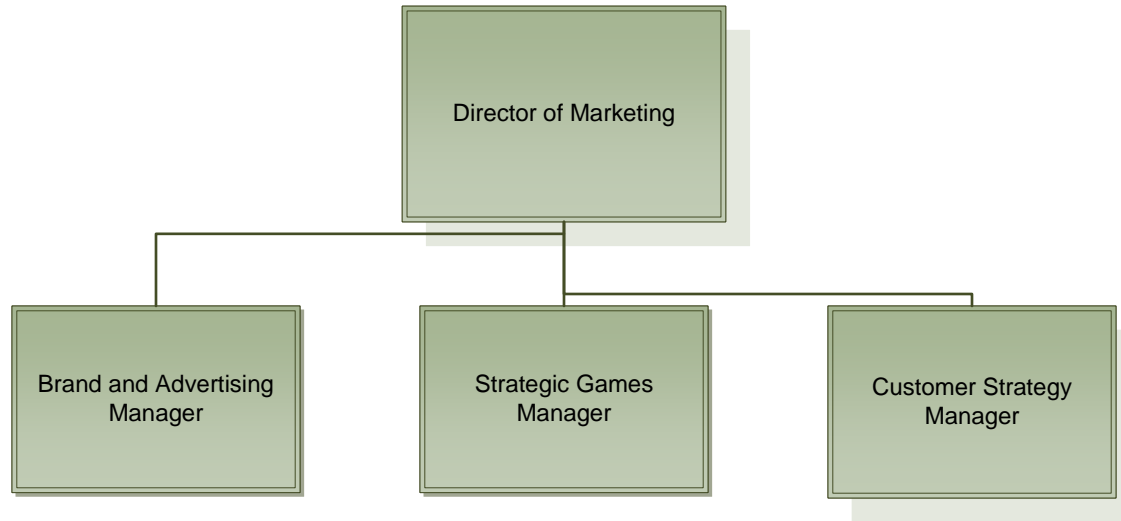 Director of Marketing
Brand and Advertising
Manager
Strategic Games
Manager
Customer Strategy
Manager